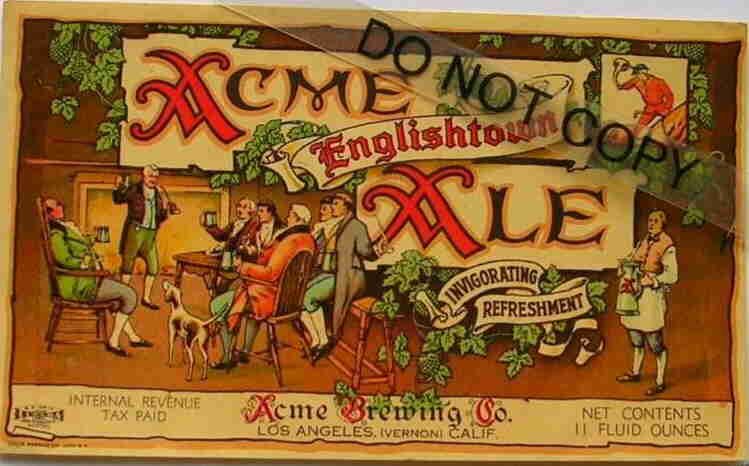 DO NOT COPY
ACME
Englishtown
ALE
INVIGORATING
REFRESHMENT
INTERNAL REVENUE
TAX PAID
Acme Brewing Co.
LOS ANGELES, (VERNON) CALIF.
NET CONTENTS
11 FLUID OUNCES